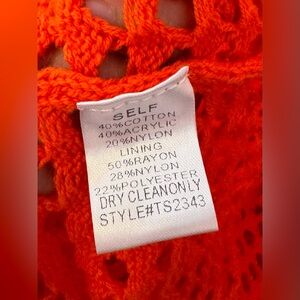 SELF
40%COTTON
40%ACRYLIC
20%NYLON
LINING
50%RAYON
28%NYLON
22%POLYESTER
DRY CLEANONLY
STYLE#TS2343